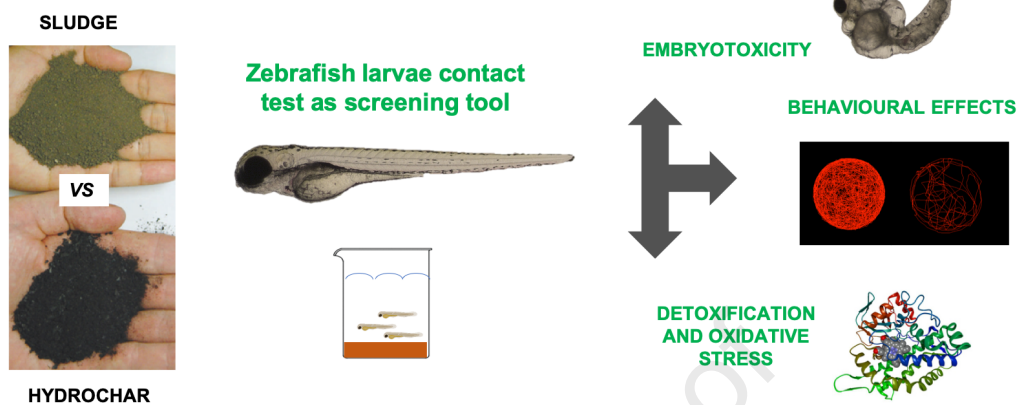 SLUDGE
VS
HYDROCHAR
Zebrafish larvae contact
test as screening tool
EMBRYOTOXICITY
BEHAVIOURAL EFFECTS
DETOXIFICATION
AND OXIDATIVE
STRESS